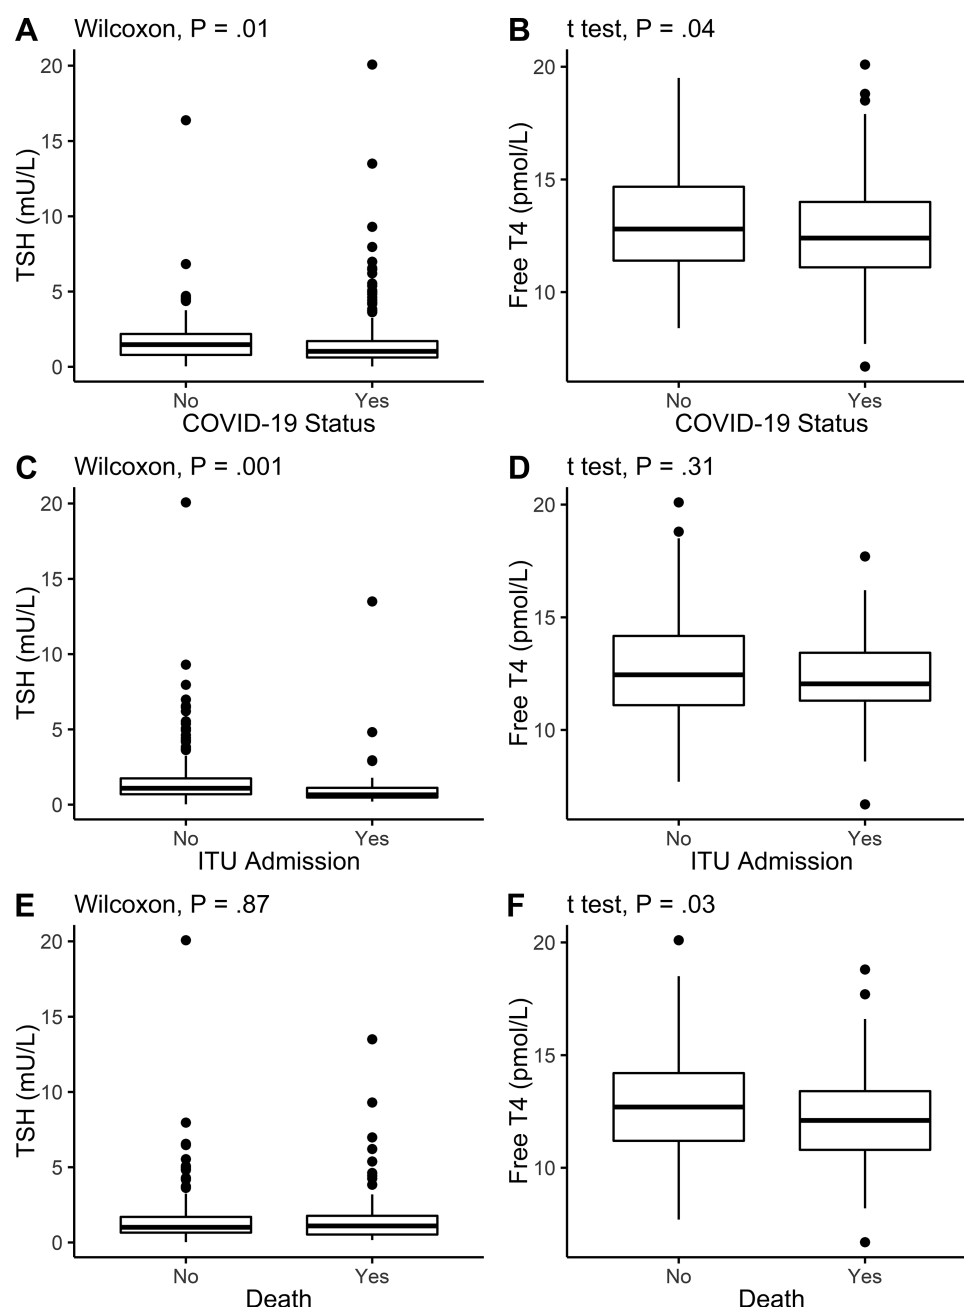 A Wilcoxon, P = .01
TSH (mU/L)
20
15
10
5
0
No Yes
COVID-19 Status
B t test, P = .04
Free T4 (pmol/L)
20
15
10
No Yes
COVID-19 Status
C Wilcoxon, P = .001
TSH (mU/L)
20
15
10
5
0
No Yes
ITU Admission
D t test, P = .31
Free T4 (pmol/L)
20
15
10
No Yes
ITU Admission
E Wilcoxon, P = .87
TSH (mU/L)
20
15
10
5
0
No Yes
Death
F t test, P = .03
Free T4 (pmol/L)
20
15
10
No Yes
Death